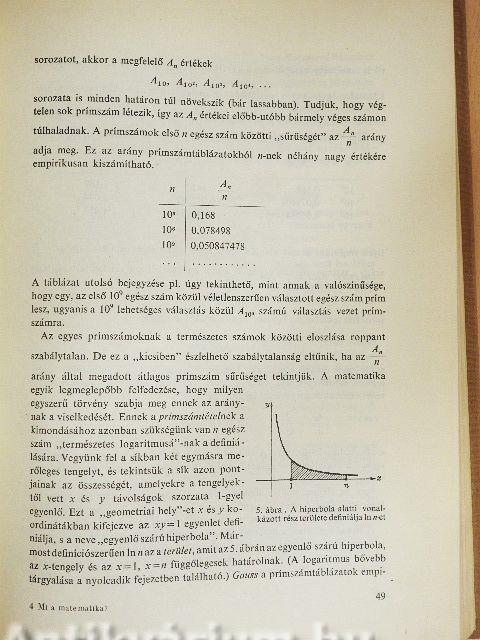 sorozatot, akkor a megfelelő Aₙ értékek
A₁₀, A₁₀², A₁₀³, A₁₀⁴, ...
sorozata is minden határon túl növekszik (bár lassabban). Tudjuk, hogy vég-
telen sok prímszám létezik, így az Aₙ értékei előbb-utóbb bármely véges számon
túlhaladnak. A prímszámok első n egész szám közötti „sűrűségét” az Aₙ/n arány
adja meg. Ez az arány prímszámtáblázatokból n-nek néhány nagy értékére
empirikusan kiszámítható.
n Aₙ/n
10³ 0,168
10⁶ 0,078498
10⁹ 0,050847478
... ............
A táblázat utolsó bejegyzése pl. úgy tekinthető, mint annak a valószínűsége,
hogy egy, az első 10⁹ egész szám közül véletlenszerűen választott egész szám prím
lesz, ugyanis a 10⁹ lehetséges választás közül A₁₀₉ számú választás vezet prím-
számra.
Az egyes prímszámoknak a természetes számok közötti eloszlása roppant
szabálytalan. De ez a „kicsiben” észlelhető szabálytalanság eltűnik, ha az Aₙ/n
arány által megadott átlagos prímszám sűrűséget tekintjük. A matematika
egyik legmeglepőbb felfedezése, hogy milyen
egyszerű törvény szabja meg ennek az arány-
nak a viselkedését. Ennek a prímszámtételnek a
kimondásához azonban szükségünk van n egész
szám „természetes logaritmusá”-nak a definiá-
lására. Vegyünk fel a síkban két egymásra me-
rőleges tengelyt, és tekintsük a sík azon pont-
jainak az összességét, amelyekre a tengelyek-
től vett x és y távolságok szorzata 1-gyel
egyenlő. Ezt a „geometriai hely”-et x és y ko-
ordinátákban kifejezve az xy=1 egyenlet defi-
niálja, s a neve „egyenlő szárú hiperbola”. Már-
most definíciószerűen ln n az a terület, amit az 5. ábrán az egyenlő szárú hiperbola,
az x-tengely és az x=1, x=n függőlegesek határolnak. (A logaritmus bővebb
tárgyalása a nyolcadik fejezetben található.) Gauss a prímszámtáblázatok empi-
y
1 n x
5. ábra. A hiperbola alatti vonal-
kázott rész területe definiálja ln n-et
49
4 Mi a matematika?